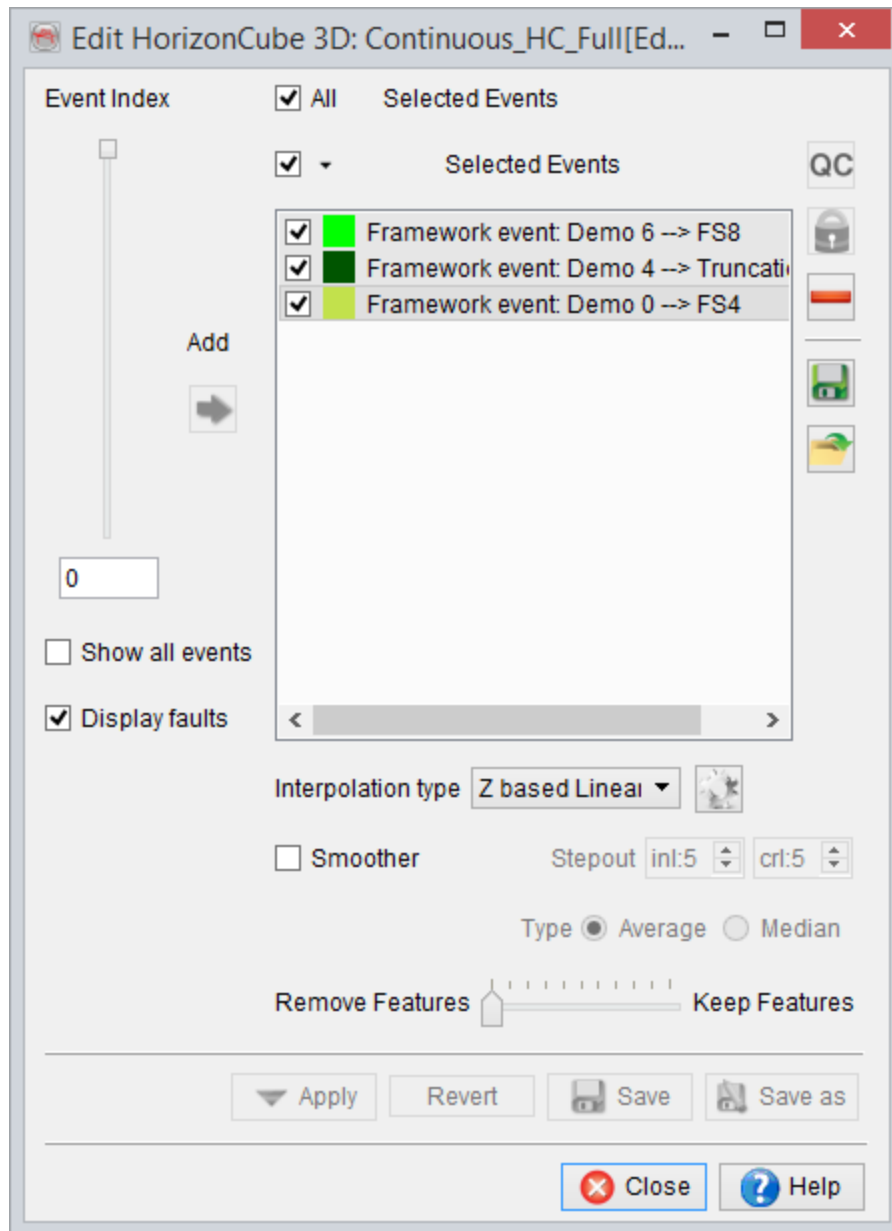 Edit HorizonCube 3D: Continuous_HC_Full[Ed...
Event Index
All Selected Events
Selected Events
QC
Framework event: Demo 6 --> FS8
Framework event: Demo 4 --> Truncati
Framework event: Demo 0 --> FS4
Add
0
Show all events
Display faults
Interpolation type Z based Linear
Smoother Stepout inl:5 crl:5
Type Average Median
Remove Features Keep Features
Apply Revert Save Save as
Close Help